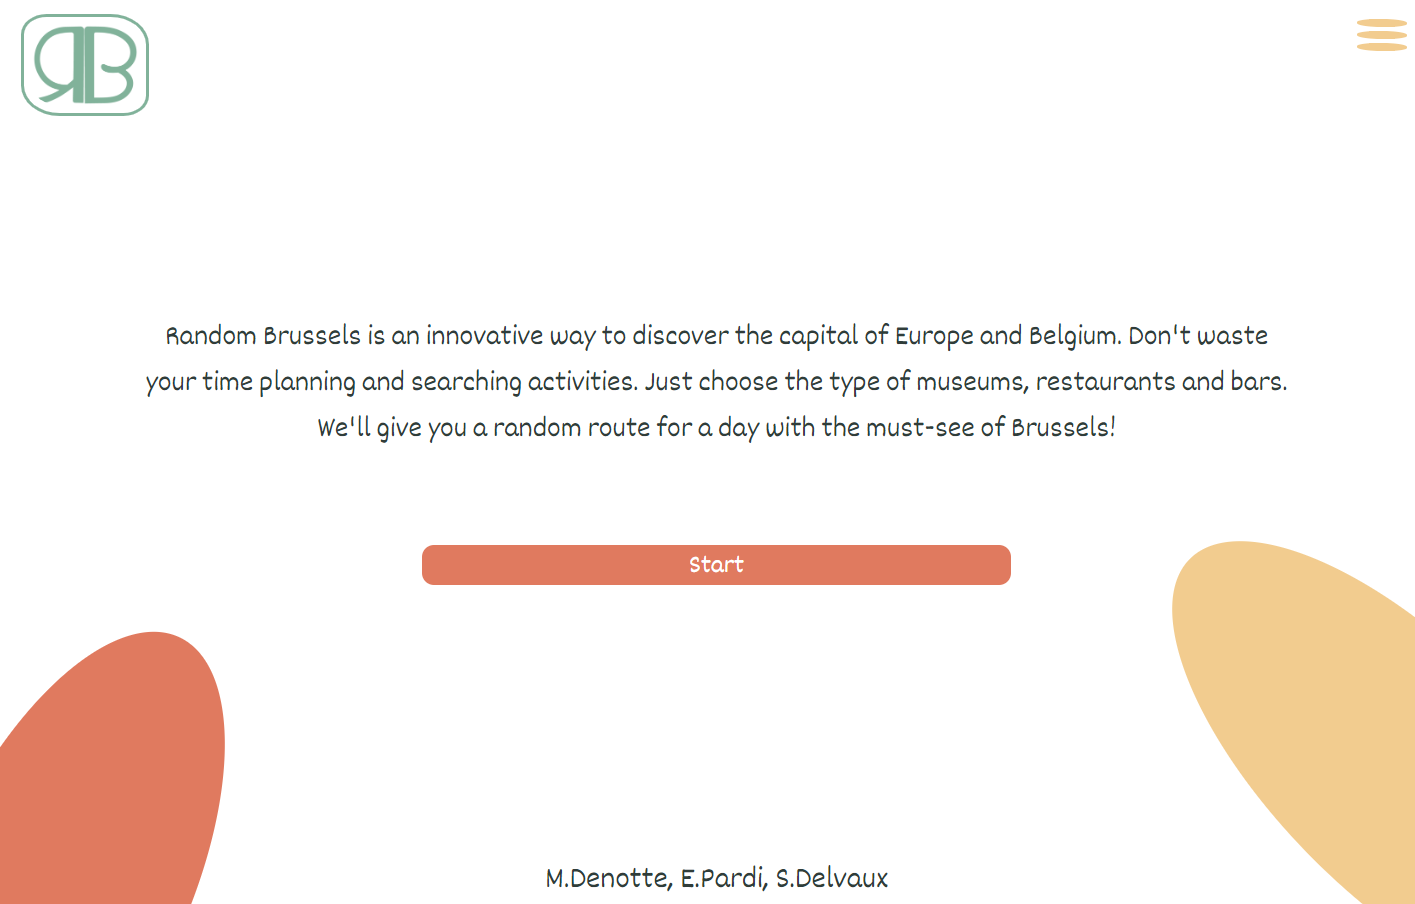 RB
Random Brussels is an innovative way to discover the capital of Europe and Belgium. Don't waste
your time planning and searching activities. Just choose the type of museums, restaurants and bars.
We'll give you a random route for a day with the must-see of Brussels!
Start
M.Denotte, E.Pardi, S.Delvaux